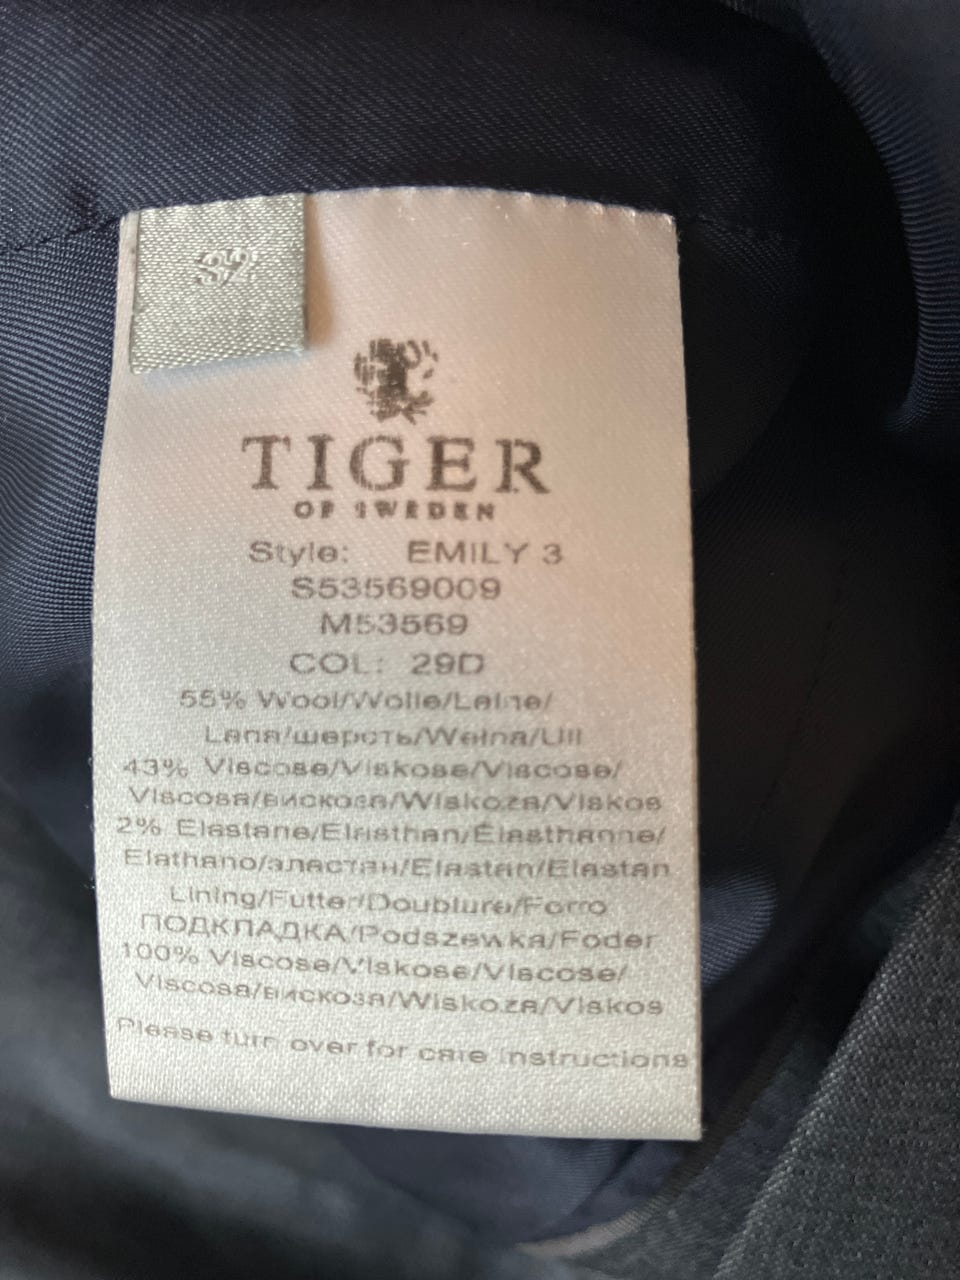 TIGER
OF SWEDEN
Style: EMILY 3
S53569009
M53569
COL: 29D
55% Wool/Wolle/Laine/
Lana/шерсть/Wełna/Ull
43% Viscose/Viskose/Viscose/
Viscosa/вискоза/Wiskoza/Viskos
2% Elastane/Elasthan/Élasthanne/
Elathano/эластан/Elastan/Elastan
Lining/Futter/Doublure/Forro
ПОДКЛАДКА/Podszewka/Foder
100% Viscose/Viskose/Viscose/
Viscosa/вискоза/Wiskoza/Viskos
Please turn over for care instructions